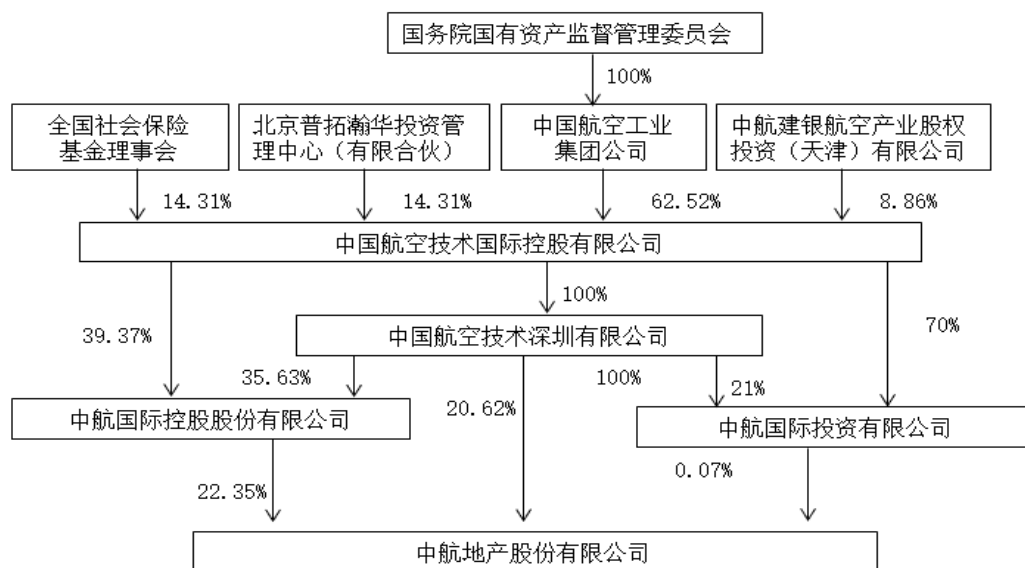 国务院国有资产监督管理委员会
100%
全国社会保险
基金理事会
北京普拓瀚华投资管
理中心（有限合伙）
中国航空工业
集团公司
中航建银航空产业股权
投资（天津）有限公司
14.31%
14.31%
62.52%
8.86%
中国航空技术国际控股有限公司
100%
39.37%
70%
中国航空技术深圳有限公司
35.63%
20.62%
100%
21%
中航国际控股股份有限公司
中航国际投资有限公司
22.35%
0.07%
中航地产股份有限公司